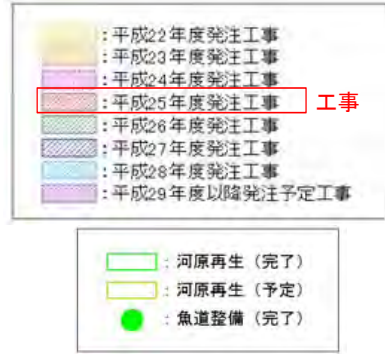 ：平成22年度発注工事
：平成23年度発注工事
：平成24年度発注工事
：平成25年度発注工事 工事
：平成26年度発注工事
：平成27年度発注工事
：平成28年度発注工事
：平成29年度以降発注予定工事
：河原再生（完了）
：河原再生（予定）
：魚道整備（完了）